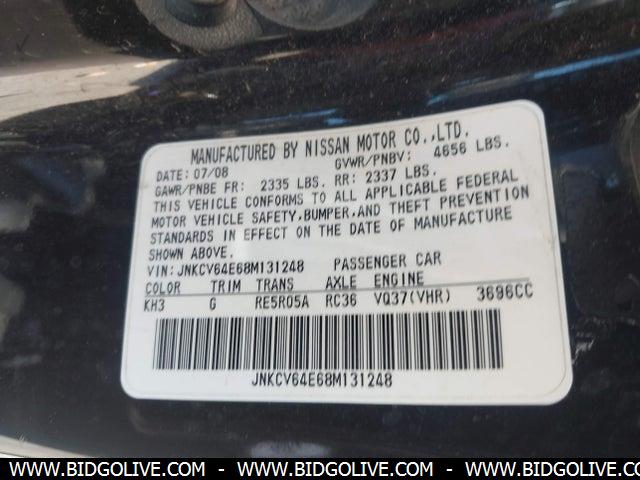 MANUFACTURED BY NISSAN MOTOR CO.,LTD.
DATE: 07/08 GVWR/PNBV: 4656 LBS.
GAWR/PNBE FR: 2335 LBS. RR: 2337 LBS.
THIS VEHICLE CONFORMS TO ALL APPLICABLE FEDERAL
MOTOR VEHICLE SAFETY,BUMPER,AND THEFT PREVENTION
STANDARDS IN EFFECT ON THE DATE OF MANUFACTURE
SHOWN ABOVE.
VIN:JNKCV64E68M131248 PASSENGER CAR
COLOR TRIM TRANS AXLE ENGINE
KH3 G RE5R05A RC36 VQ37(VHR) 3696CC
JNKCV64E68M131248
WWW.BIDGOLIVE.COM - WWW.BIDGOLIVE.COM - WWW.BIDGOLIVE.COM